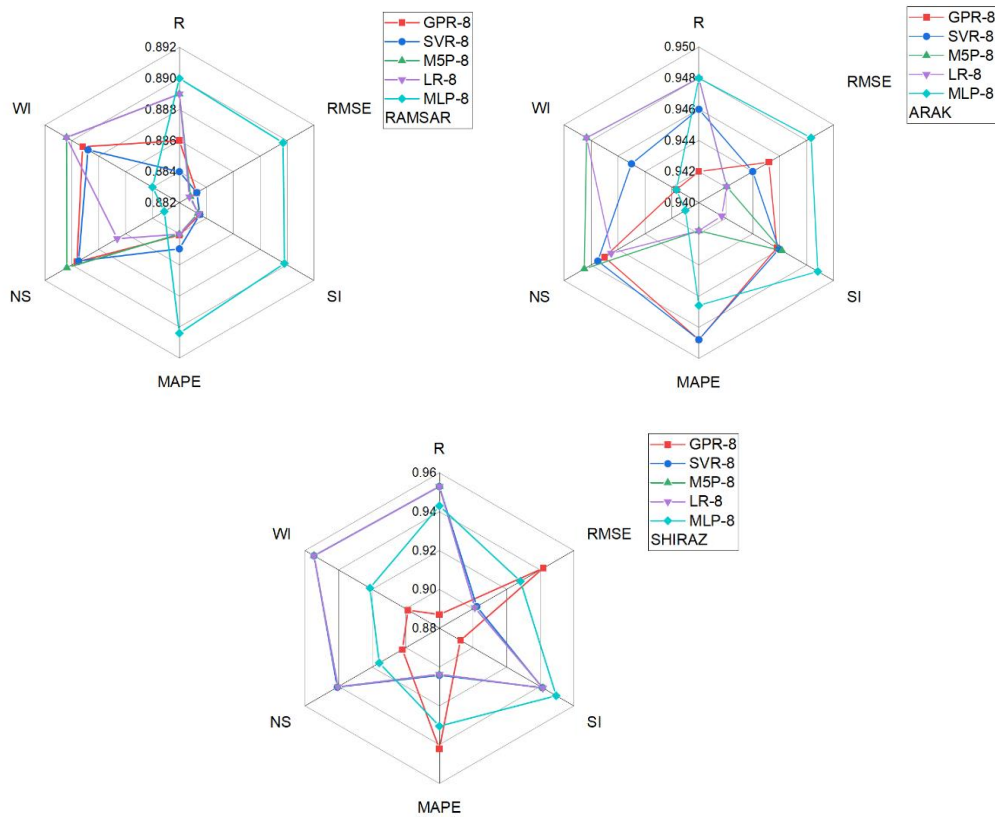 R
0.892
0.890
0.888
0.886
0.884
0.882
WI
RMSE
NS
SI
MAPE
GPR-8
SVR-8
M5P-8
LR-8
MLP-8
RAMSAR
R
0.950
0.948
0.946
0.944
0.942
0.940
WI
RMSE
NS
SI
MAPE
GPR-8
SVR-8
M5P-8
LR-8
MLP-8
ARAK
R
0.96
0.94
0.92
0.90
0.88
WI
RMSE
NS
SI
MAPE
GPR-8
SVR-8
M5P-8
LR-8
MLP-8
SHIRAZ